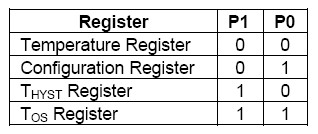 Register P1 P0
Temperature Register 0 0
Configuration Register 0 1
THYST Register 1 0
TOS Register 1 1